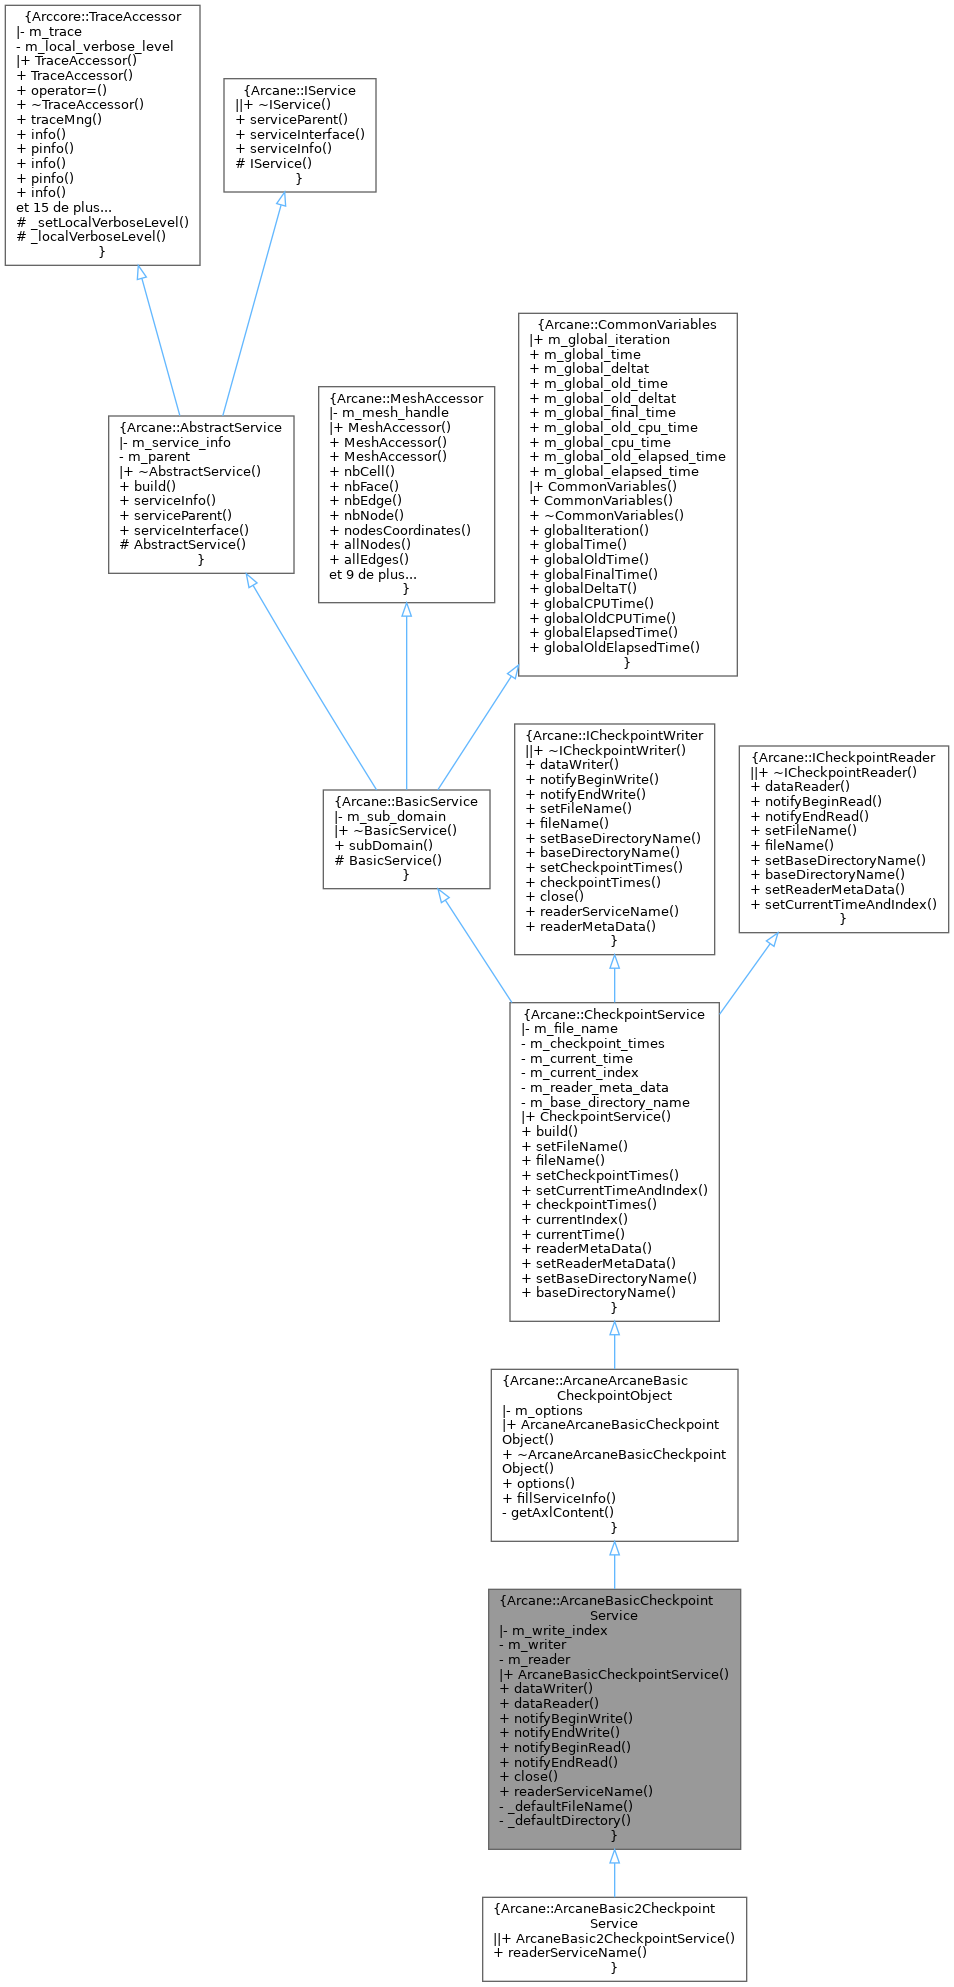 {Arccore::TraceAccessor
|- m_trace
- m_local_verbose_level
|+ TraceAccessor()
+ TraceAccessor()
+ operator=()
+ ~TraceAccessor()
+ traceMng()
+ info()
+ pinfo()
+ info()
+ pinfo()
+ info()
et 15 de plus...
# _setLocalVerboseLevel()
# _localVerboseLevel()
}
{Arcane::IService
||+ ~IService()
+ serviceParent()
+ serviceInterface()
+ serviceInfo()
# IService()
}
{Arcane::CommonVariables
|+ m_global_iteration
+ m_global_time
+ m_global_deltat
+ m_global_old_time
+ m_global_old_deltat
+ m_global_final_time
+ m_global_old_cpu_time
+ m_global_cpu_time
+ m_global_old_elapsed_time
+ m_global_elapsed_time
|+ CommonVariables()
+ CommonVariables()
+ ~CommonVariables()
+ globalIteration()
+ globalTime()
+ globalOldTime()
+ globalFinalTime()
+ globalDeltaT()
+ globalCPUTime()
+ globalOldCPUTime()
+ globalElapsedTime()
+ globalOldElapsedTime()
}
{Arcane::MeshAccessor
|- m_mesh_handle
|+ MeshAccessor()
+ MeshAccessor()
+ MeshAccessor()
+ nbCell()
+ nbFace()
+ nbEdge()
+ nbNode()
+ nodesCoordinates()
+ allNodes()
+ allEdges()
et 9 de plus...
}
{Arcane::AbstractService
|- m_service_info
- m_parent
|+ ~AbstractService()
+ build()
+ serviceInfo()
+ serviceParent()
+ serviceInterface()
# AbstractService()
}
{Arcane::ICheckpointWriter
||+ ~ICheckpointWriter()
+ dataWriter()
+ notifyBeginWrite()
+ notifyEndWrite()
+ setFileName()
+ fileName()
+ setBaseDirectoryName()
+ baseDirectoryName()
+ setCheckpointTimes()
+ checkpointTimes()
+ close()
+ readerServiceName()
+ readerMetaData()
}
{Arcane::ICheckpointReader
||+ ~ICheckpointReader()
+ dataReader()
+ notifyBeginRead()
+ notifyEndRead()
+ setFileName()
+ fileName()
+ setBaseDirectoryName()
+ baseDirectoryName()
+ setReaderMetaData()
+ setCurrentTimeAndIndex()
}
{Arcane::BasicService
|- m_sub_domain
|+ ~BasicService()
+ subDomain()
# BasicService()
}
{Arcane::CheckpointService
|- m_file_name
- m_checkpoint_times
- m_current_time
- m_current_index
- m_reader_meta_data
- m_base_directory_name
|+ CheckpointService()
+ build()
+ setFileName()
+ fileName()
+ setCheckpointTimes()
+ setCurrentTimeAndIndex()
+ checkpointTimes()
+ currentIndex()
+ currentTime()
+ readerMetaData()
+ setReaderMetaData()
+ setBaseDirectoryName()
+ baseDirectoryName()
}
{Arcane::ArcaneArcaneBasic
CheckpointObject
|- m_options
|+ ArcaneArcaneBasicCheckpoint
Object()
+ ~ArcaneArcaneBasicCheckpoint
Object()
+ options()
+ fillServiceInfo()
- getAxlContent()
}
{Arcane::ArcaneBasicCheckpoint
Service
|- m_write_index
- m_writer
- m_reader
|+ ArcaneBasicCheckpointService()
+ dataWriter()
+ dataReader()
+ notifyBeginWrite()
+ notifyEndWrite()
+ notifyBeginRead()
+ notifyEndRead()
+ close()
+ readerServiceName()
- _defaultFileName()
- _defaultDirectory()
}
{Arcane::ArcaneBasic2Checkpoint
Service
||+ ArcaneBasic2CheckpointService()
+ readerServiceName()
}